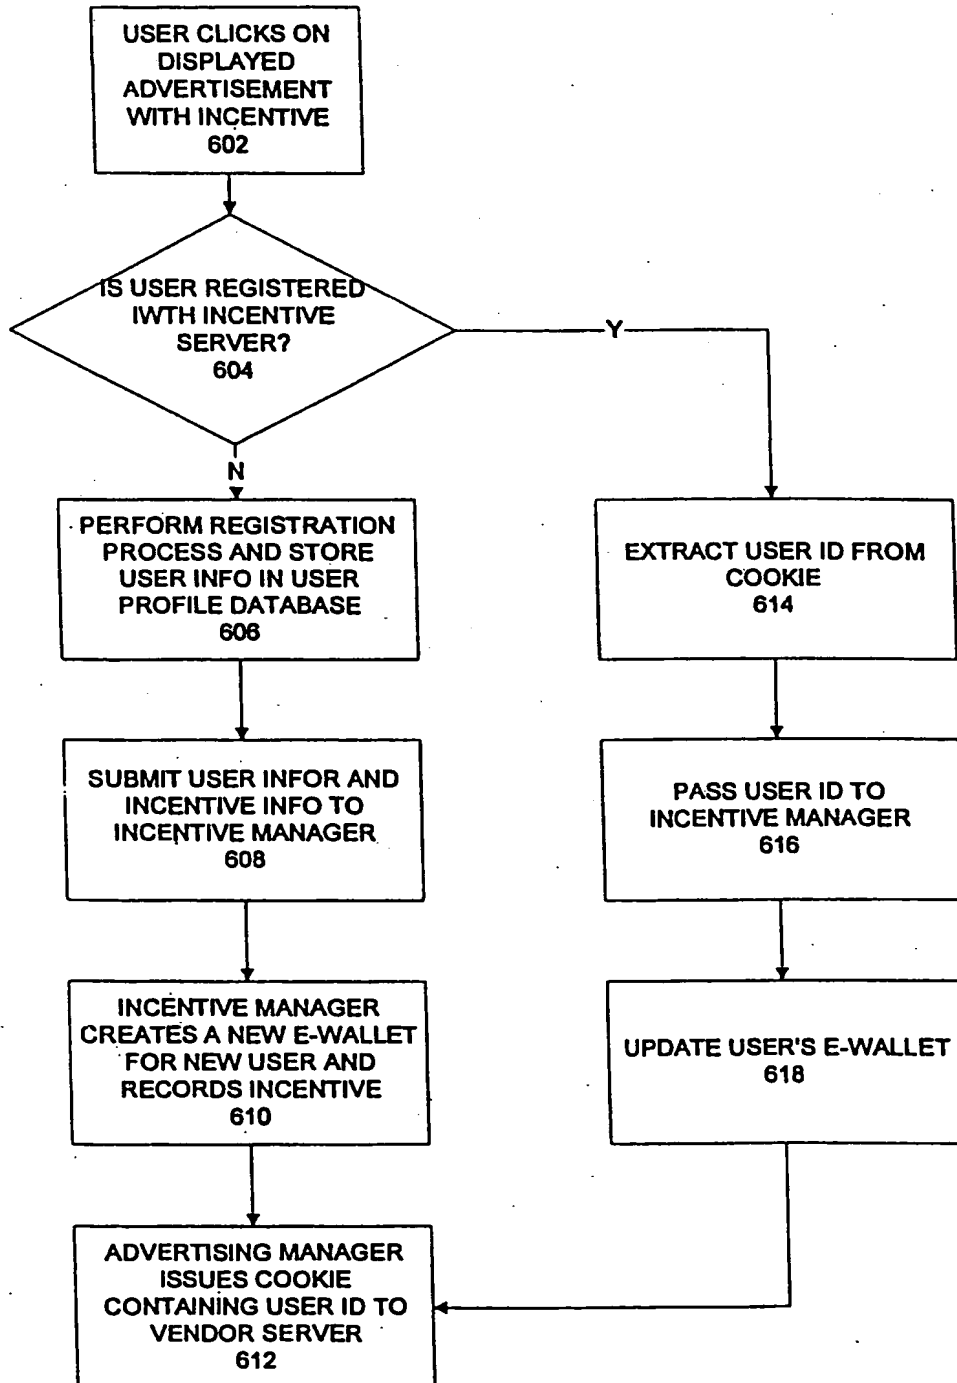 USER CLICKS ON
DISPLAYED
ADVERTISEMENT
WITH INCENTIVE
602
IS USER REGISTERED
IWTH INCENTIVE
SERVER?
604
Y
N
PERFORM REGISTRATION
PROCESS AND STORE
USER INFO IN USER
PROFILE DATABASE
606
EXTRACT USER ID FROM
COOKIE
614
SUBMIT USER INFOR AND
INCENTIVE INFO TO
INCENTIVE MANAGER
608
PASS USER ID TO
INCENTIVE MANAGER
616
INCENTIVE MANAGER
CREATES A NEW E-WALLET
FOR NEW USER AND
RECORDS INCENTIVE
610
UPDATE USER'S E-WALLET
618
ADVERTISING MANAGER
ISSUES COOKIE
CONTAINING USER ID TO
VENDOR SERVER
612